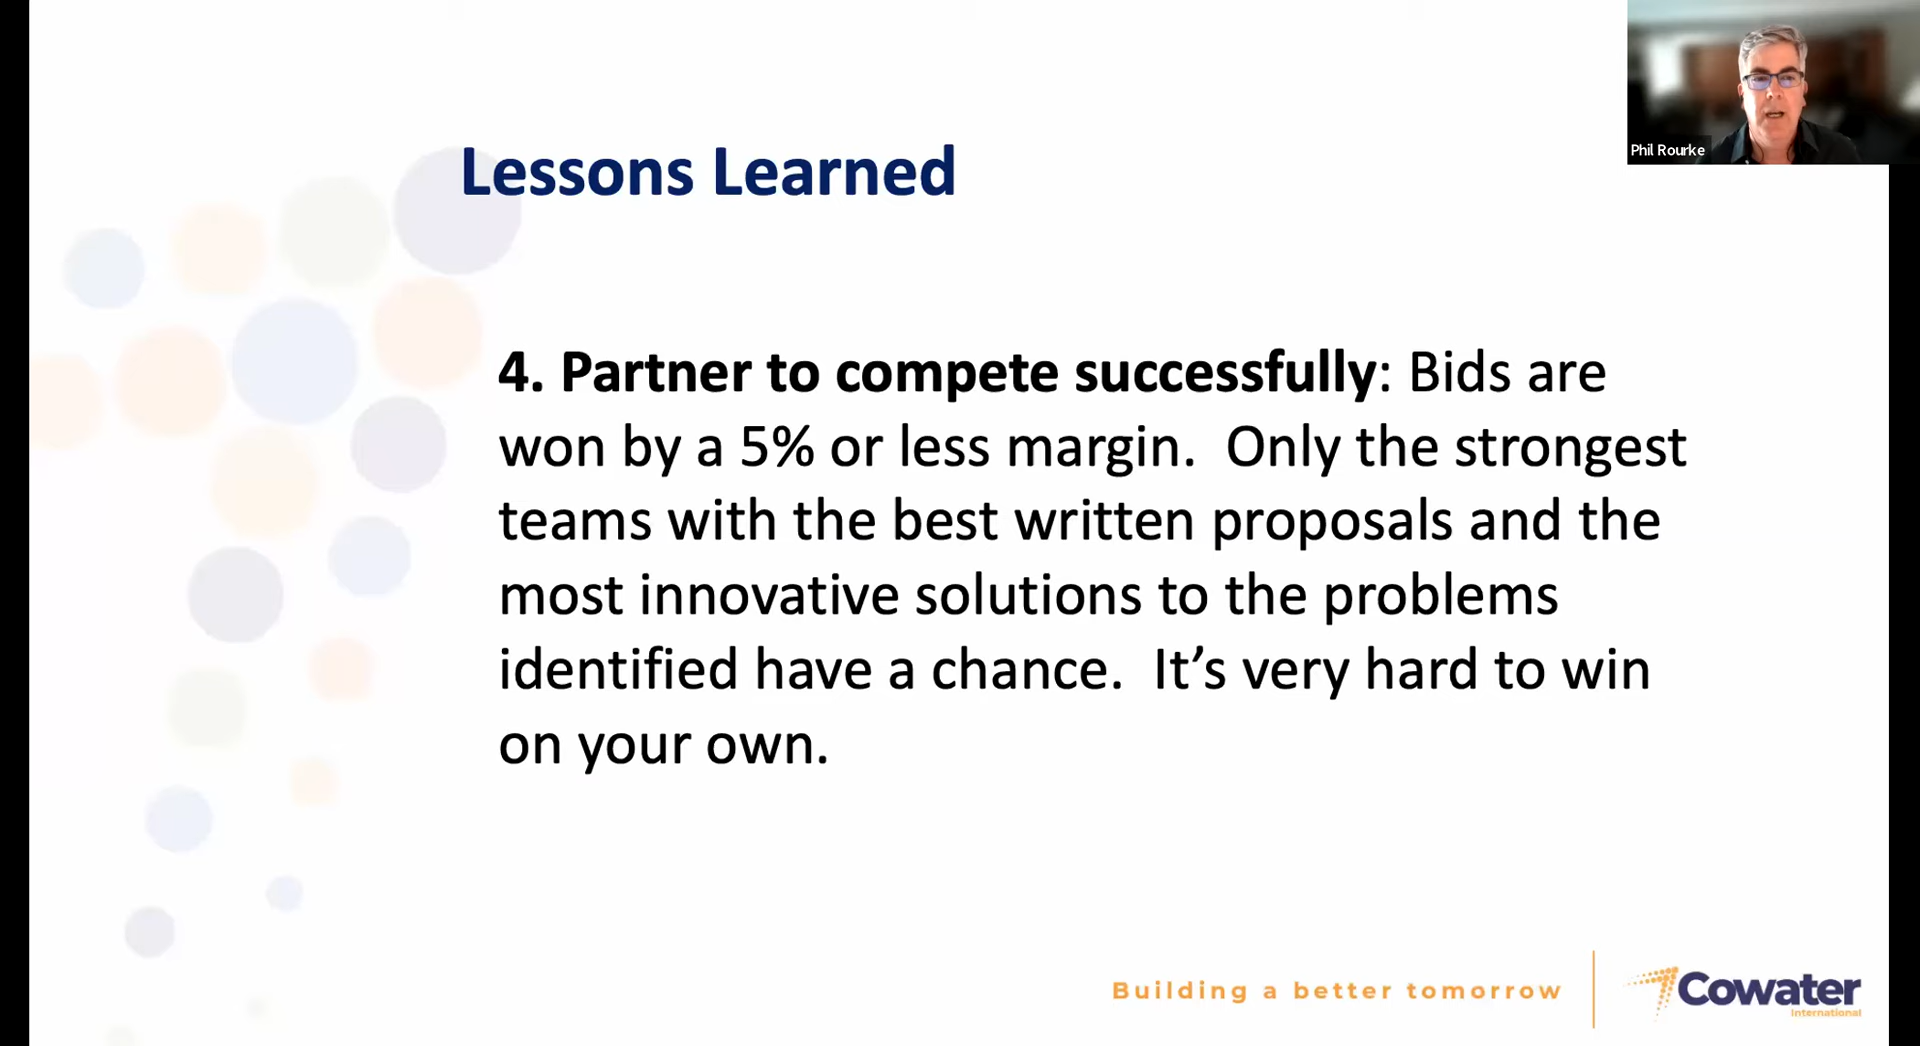 Phil Rourke
Lessons Learned
4. Partner to compete successfully: Bids are
won by a 5% or less margin.  Only the strongest
teams with the best written proposals and the
most innovative solutions to the problems
identified have a chance.  It’s very hard to win
on your own.
Building a better tomorrow
Cowater
International